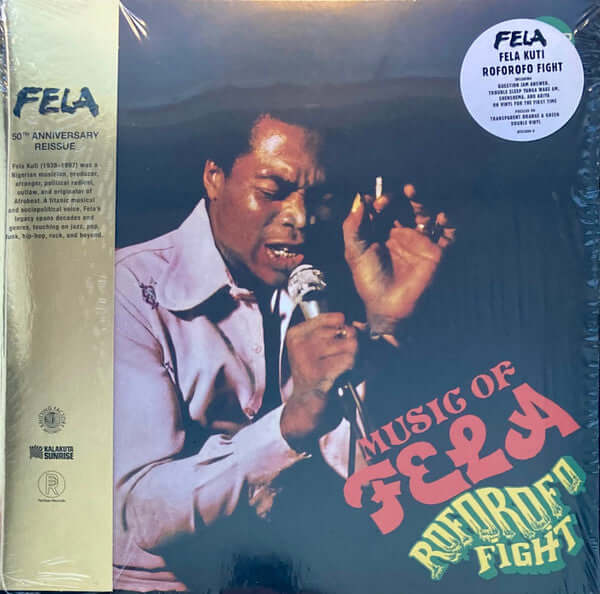 FELA
50TH ANNIVERSARY
REISSUE
Fela Kuti (1938–1997) was a
Nigerian musician, producer,
arranger, political radical,
outlaw, and originator of
Afrobeat. A titanic musical
and sociopolitical voice, Fela's
legacy spans decades and
genres, touching on jazz, pop,
funk, hip-hop, rock, and beyond.
KALAKUTA
SUNRISE
FELA
FELA KUTI
ROFOROFO FIGHT
INCLUDING
QUESTION JAM ANSWER,
TROUBLE SLEEP YANGA WAKE AM,
SHENSHEMA, AND ARIYA
ON VINYL FOR THE FIRST TIME
PRESSED ON
TRANSPARENT ORANGE & GREEN
DOUBLE VINYL
MUSIC OF
FELA
ROFOROFO
FIGHT